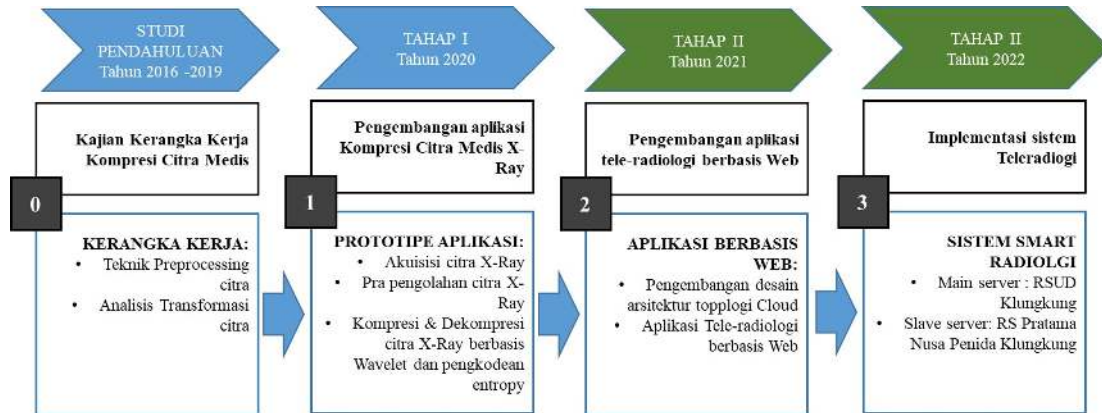 STUDI
PENDAHULUAN
Tahun 2016 -2019
TAHAP I
Tahun 2020
TAHAP II
Tahun 2021
TAHAP II
Tahun 2022
Kajian Kerangka Kerja
Kompresi Citra Medis
Pengembangan aplikasi
Kompresi Citra Medis X-
Ray
Pengembangan aplikasi
tele-radiologi berbasis Web
Implementasi sistem
Teleradiogi
0
1
2
3
KERANGKA KERJA:
• Teknik Preprocessing
citra
• Analisis Transformasi
citra
PROTOTIPE APLIKASI:
• Akuisisi citra X-Ray
• Pra pengolahan citra X-
Ray
• Kompresi & Dekompresi
citra X-Ray berbasis
Wavelet dan pengkodean
entropy
APLIKASI BERBASIS
WEB:
• Pengembangan desain
arsitektur topplogi Cloud
• Aplikasi Tele-radiologi
berbasis Web
SISTEM SMART
RADIOLGI
• Main server : RSUD
Klungkung
• Slave server: RS Pratama
Nusa Penida Klungkung